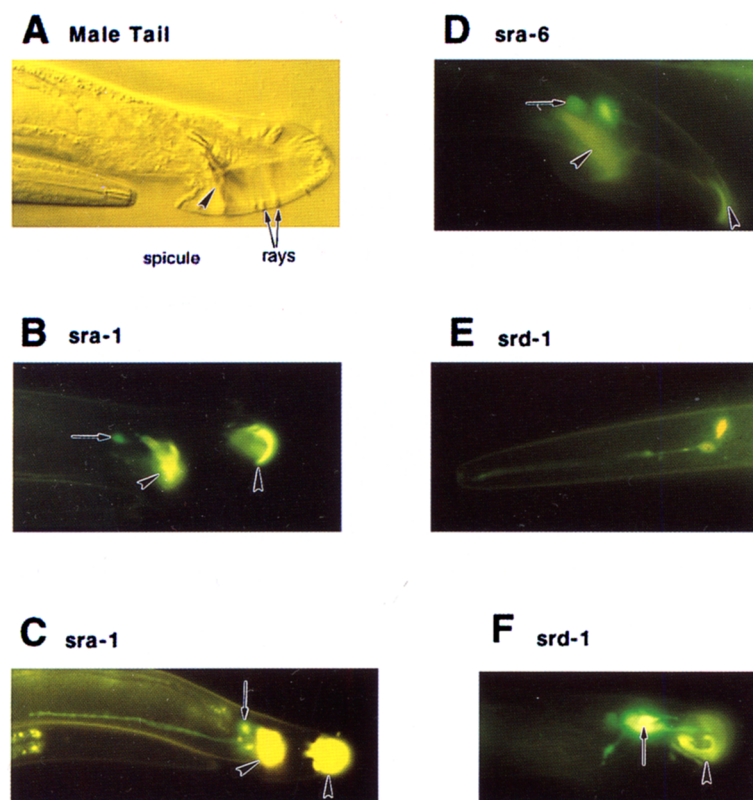 A Male Tail
spicule rays
B sra-1
C sra-1
D sra-6
E srd-1
F srd-1